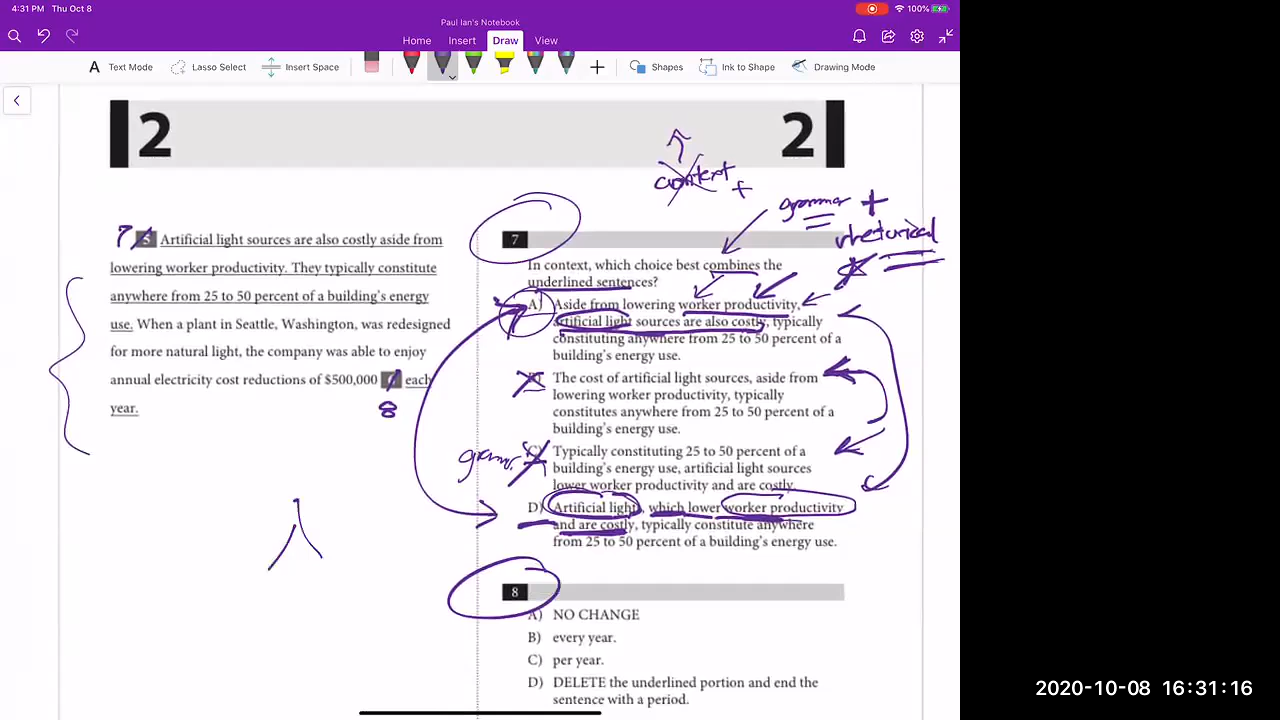 4:31 PM Thu Oct 8
100%
Paul Ian's Notebook
Home Insert Draw View
A Text Mode Lasso Select Insert Space Shapes Ink to Shape Drawing Mode
2 2
context +
grammar +
rhetorical
7 5 Artificial light sources are also costly aside from
lowering worker productivity. They typically constitute
anywhere from 25 to 50 percent of a building's energy
use. When a plant in Seattle, Washington, was redesigned
for more natural light, the company was able to enjoy
annual electricity cost reductions of $500,000 each
year.
8
7
In context, which choice best combines the
underlined sentences?
A) Aside from lowering worker productivity,
artificial light sources are also costly, typically
constituting anywhere from 25 to 50 percent of a
building's energy use.
B) The cost of artificial light sources, aside from
lowering worker productivity, typically
constitutes anywhere from 25 to 50 percent of a
building's energy use.
grammar
C) Typically constituting 25 to 50 percent of a
building's energy use, artificial light sources
lower worker productivity and are costly.
D) Artificial light, which lower worker productivity
and are costly, typically constitute anywhere
from 25 to 50 percent of a building's energy use.
8
A) NO CHANGE
B) every year.
C) per year.
D) DELETE the underlined portion and end the
sentence with a period.
2020-10-08 16:31:16